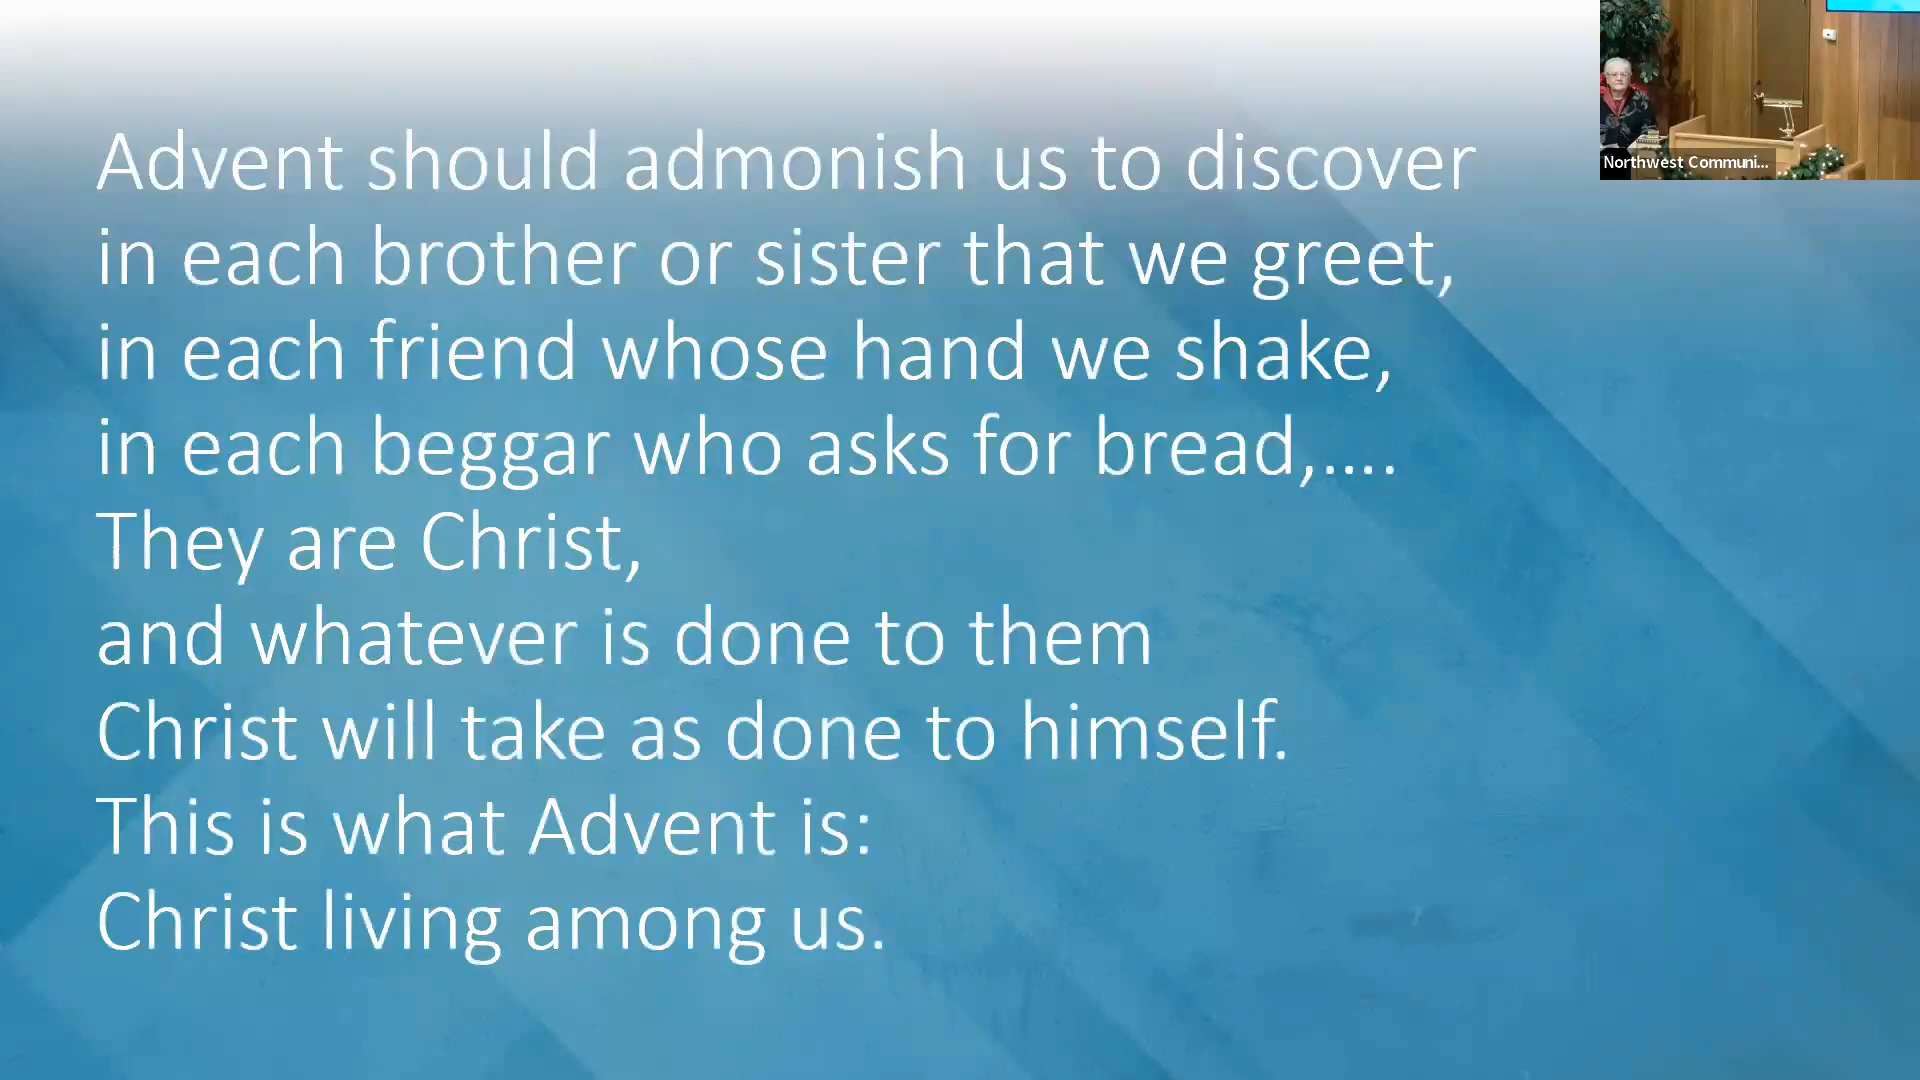 Advent should admonish us to discover
in each brother or sister that we greet,
in each friend whose hand we shake,
in each beggar who asks for bread,....
They are Christ,
and whatever is done to them
Christ will take as done to himself.
This is what Advent is:
Christ living among us.
Northwest Communi...